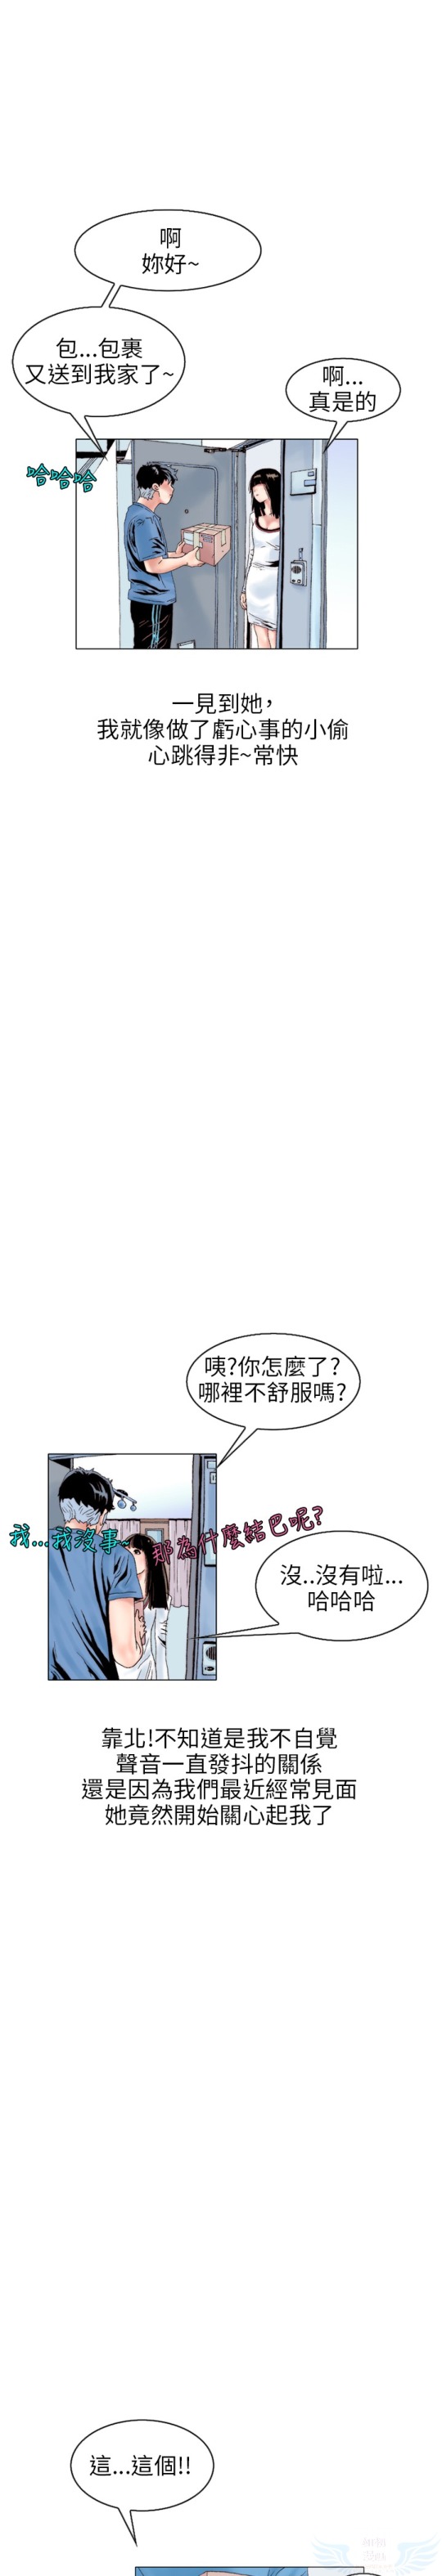 啊
妳好~
包...包裹
又送到我家了~
啊...
真是的
哈哈哈
一見到她,
我就像做了虧心事的小偷
心跳得非~常快
咦?你怎麼了?
哪裡不舒服嗎?
我...我沒事~
那為什麼結巴呢?
沒..沒有啦...
哈哈哈
靠北!不知道是我不自覺
聲音一直發抖的關係
還是因為我們最近經常見面
她竟然開始關心起我了
這...這個!!